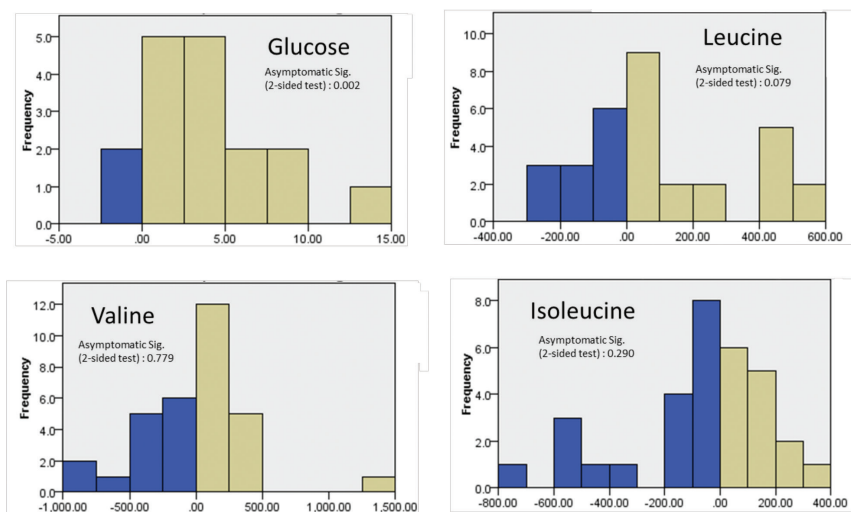 Glucose
Asymptomatic Sig.
(2-sided test) : 0.002
Frequency
5.0
4.0
3.0
2.0
1.0
0.0
-5.00 .00 5.00 10.00 15.00
Leucine
Asymptomatic Sig.
(2-sided test) : 0.079
Frequency
10.0
8.0
6.0
4.0
2.0
0.0
-400.00 -200.00 .00 200.00 400.00 600.00
Valine
Asymptomatic Sig.
(2-sided test) : 0.779
Frequency
12.0
10.0
8.0
6.0
4.0
2.0
0.0
-1,000.00 -500.00 .00 500.00 1,000.00 1,500.00
Isoleucine
Asymptomatic Sig.
(2-sided test) : 0.290
Frequency
8.0
6.0
4.0
2.0
0.0
-800.00 -600.00 -400.00 -200.00 .00 200.00 400.00